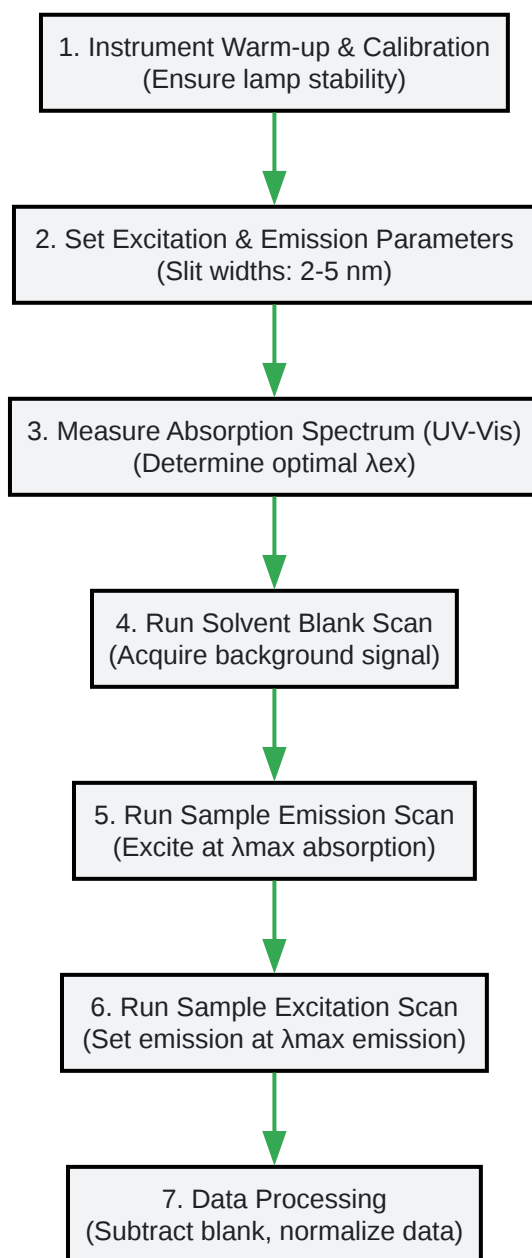 1. Instrument Warm-up & Calibration
(Ensure lamp stability)
2. Set Excitation & Emission Parameters
(Slit widths: 2-5 nm)
3. Measure Absorption Spectrum (UV-Vis)
(Determine optimal λex)
4. Run Solvent Blank Scan
(Acquire background signal)
5. Run Sample Emission Scan
(Excite at λmax absorption)
6. Run Sample Excitation Scan
(Set emission at λmax emission)
7. Data Processing
(Subtract blank, normalize data)